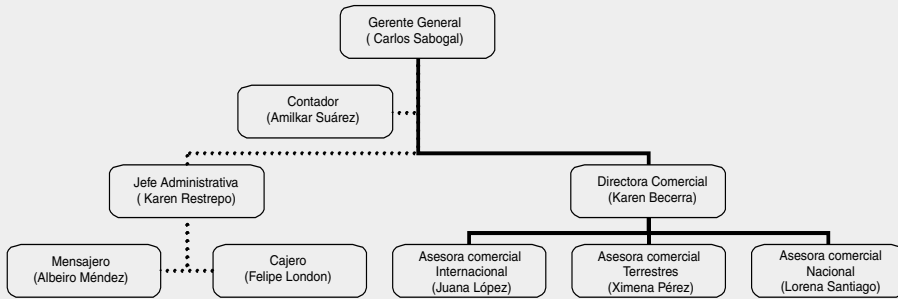 Gerente General
( Carlos Sabogal)
Contador
(Amilkar Suárez)
Jefe Administrativa
( Karen Restrepo)
Directora Comercial
(Karen Becerra)
Mensajero
(Albeiro Méndez)
Cajero
(Felipe London)
Asesora comercial
Internacional
(Juana López)
Asesora comercial
Terrestres
(Ximena Pérez)
Asesora comercial
Nacional
(Lorena Santiago)